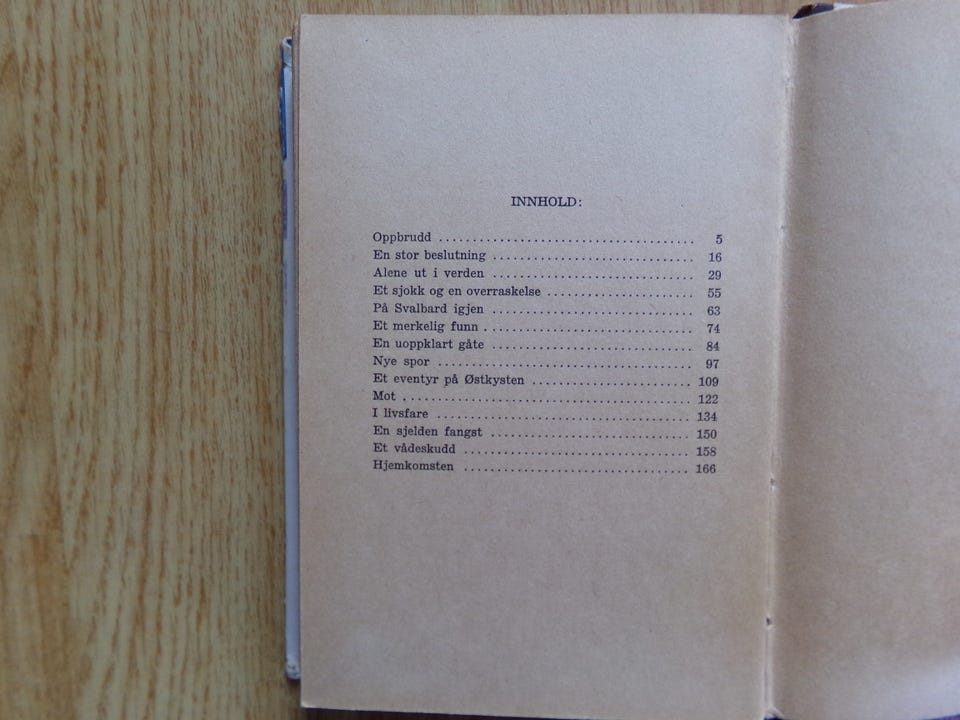 INNHOLD:
Oppbrudd ...................................... 5
En stor beslutning .............................. 16
Alene ut i verden .............................. 29
Et sjokk og en overraskelse ...................... 55
På Svalbard igjen .............................. 63
Et merkelig funn ............................... 74
En uoppklart gåte .............................. 84
Nye spor .................................. 97
Et eventyr på Østkysten ........................ 109
Mot ........................................... 122
I livsfare ...................................... 134
En sjelden fangst .............................. 150
Et vådeskudd .................................. 158
Hjemkomsten .................................. 166